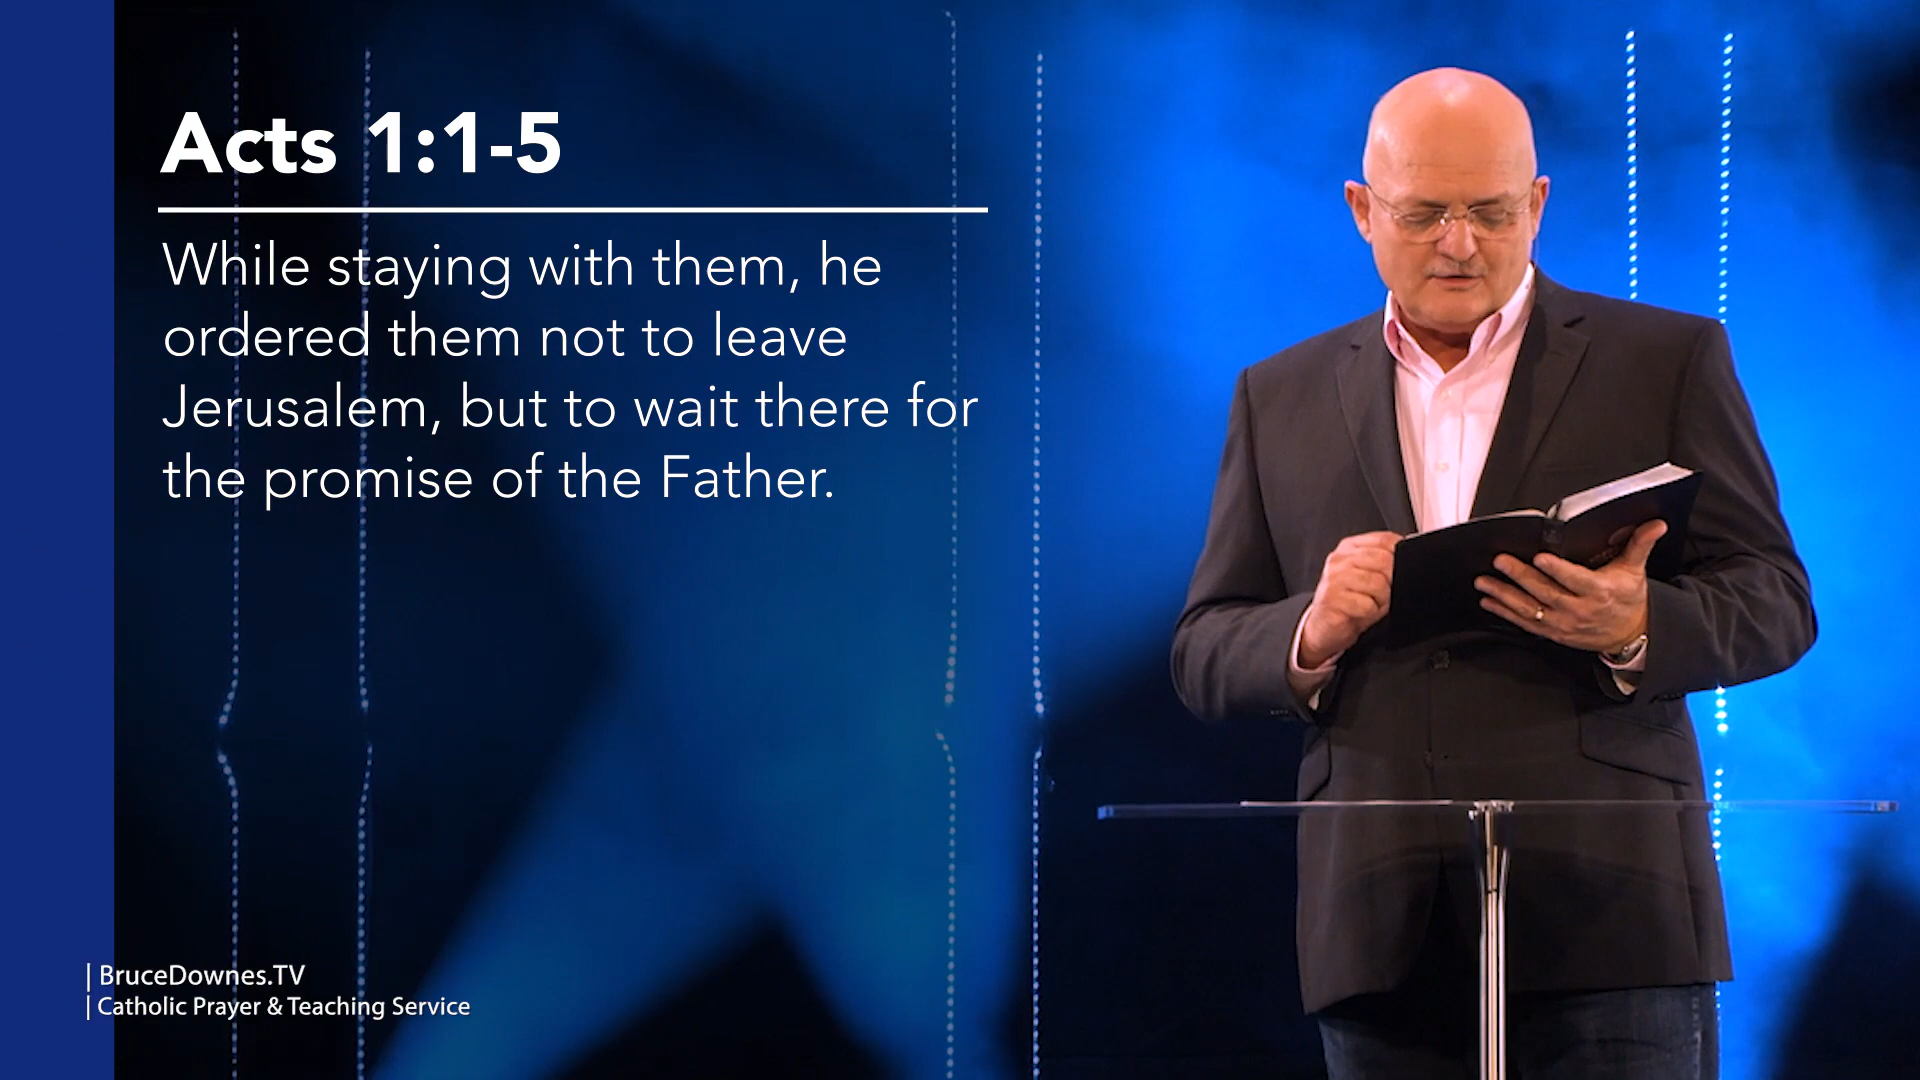 Acts 1:1-5
While staying with them, he
ordered them not to leave
Jerusalem, but to wait there for
the promise of the Father.
| BruceDownes.TV
| Catholic Prayer & Teaching Service